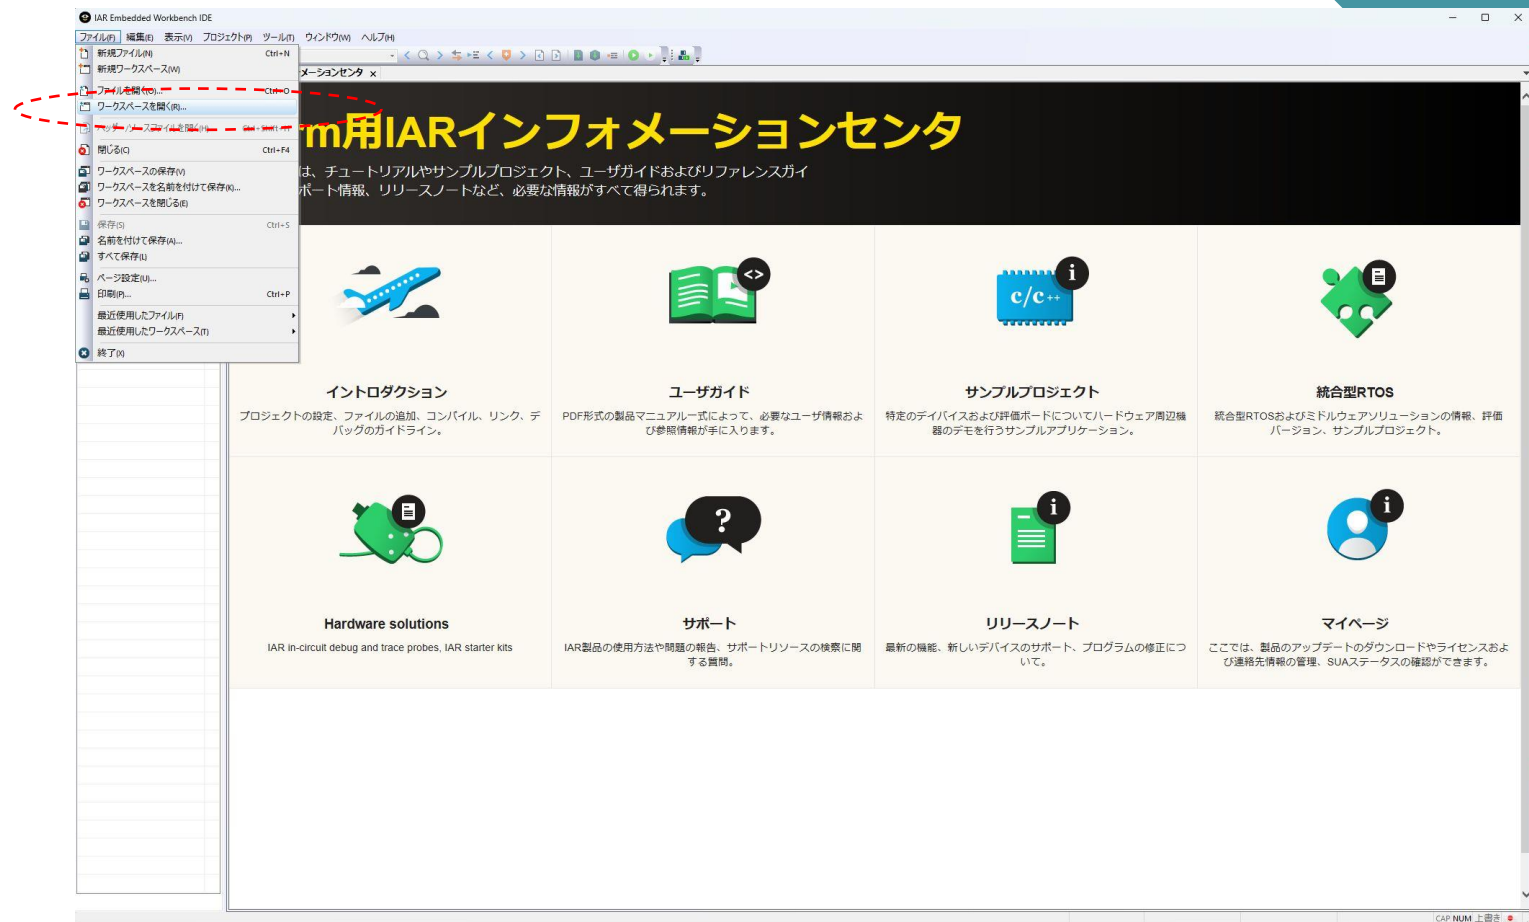 IAR Embedded Workbench IDE
ファイル(F) 編集(E) 表示(V) プロジェクト(P) ツール(T) ウィンドウ(W) ヘルプ(H)
新規ファイル(N) Ctrl+N
新規ワークスペース(W)
ファイルを開く(O)... Ctrl+O
ワークスペースを開く(R)...
ヘッダ/ソースファイルを開く(H) Ctrl+Shift+H
閉じる(C) Ctrl+F4
ワークスペースの保存(V)
ワークスペースを名前を付けて保存(K)...
ワークスペースを閉じる(E)
保存(S) Ctrl+S
名前を付けて保存(A)...
すべて保存(L)
ページ設定(U)...
印刷(P)... Ctrl+P
最近使用したファイル(F)
最近使用したワークスペース(T)
終了(X)
メーションセンタ ×
m用IARインフォメーションセンタ
は、チュートリアルやサンプルプロジェクト、ユーザガイドおよびリファレンスガイ
ポート情報、リリースノートなど、必要な情報がすべて得られます。
<>
i
c/c++
イントロダクション
プロジェクトの設定、ファイルの追加、コンパイル、リンク、デ
バッグのガイドライン。
ユーザガイド
PDF形式の製品マニュアル一式によって、必要なユーザ情報およ
び参照情報が手に入ります。
サンプルプロジェクト
特定のデイバイスおよび評価ボードについてハードウェア周辺機
器のデモを行うサンプルアプリケーション。
統合型RTOS
統合型RTOSおよびミドルウェアソリューションの情報、評価
バージョン、サンプルプロジェクト。
?
i
i
Hardware solutions
IAR in-circuit debug and trace probes, IAR starter kits
サポート
IAR製品の使用方法や問題の報告、サポートリソースの検索に関
する質問。
リリースノート
最新の機能、新しいデバイスのサポート、プログラムの修正につ
いて。
マイページ
ここでは、製品のアップデートのダウンロードやライセンスおよ
び連絡先情報の管理、SUAステータスの確認ができます。
CAP NUM 上書き